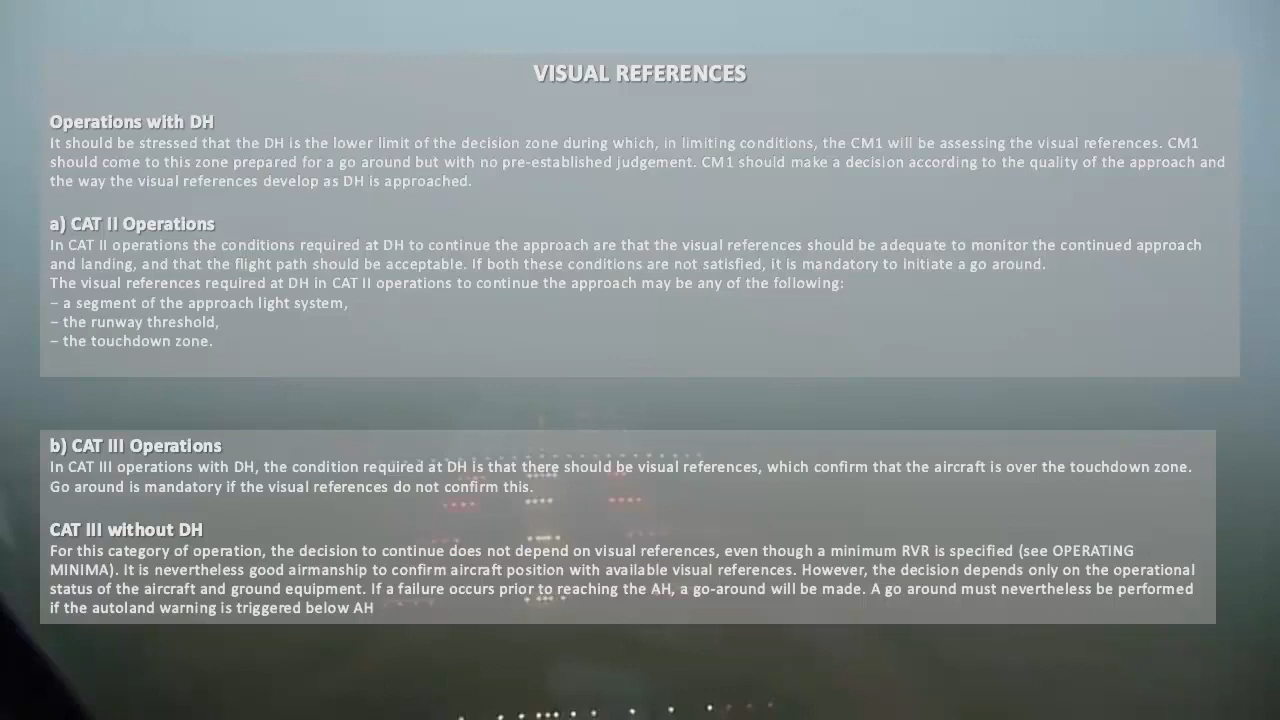 VISUAL REFERENCES
Operations with DH
It should be stressed that the DH is the lower limit of the decision zone during which, in limiting conditions, the CM1 will be assessing the visual references. CM1
should come to this zone prepared for a go around but with no pre-established judgement. CM1 should make a decision according to the quality of the approach and
the way the visual references develop as DH is approached.
a) CAT II Operations
In CAT II operations the conditions required at DH to continue the approach are that the visual references should be adequate to monitor the continued approach
and landing, and that the flight path should be acceptable. If both these conditions are not satisfied, it is mandatory to initiate a go around.
The visual references required at DH in CAT II operations to continue the approach may be any of the following:
– a segment of the approach light system,
– the runway threshold,
– the touchdown zone.
b) CAT III Operations
In CAT III operations with DH, the condition required at DH is that there should be visual references, which confirm that the aircraft is over the touchdown zone.
Go around is mandatory if the visual references do not confirm this.
CAT III without DH
For this category of operation, the decision to continue does not depend on visual references, even though a minimum RVR is specified (see OPERATING
MINIMA). It is nevertheless good airmanship to confirm aircraft position with available visual references. However, the decision depends only on the operational
status of the aircraft and ground equipment. If a failure occurs prior to reaching the AH, a go-around will be made. A go around must nevertheless be performed
if the autoland warning is triggered below AH